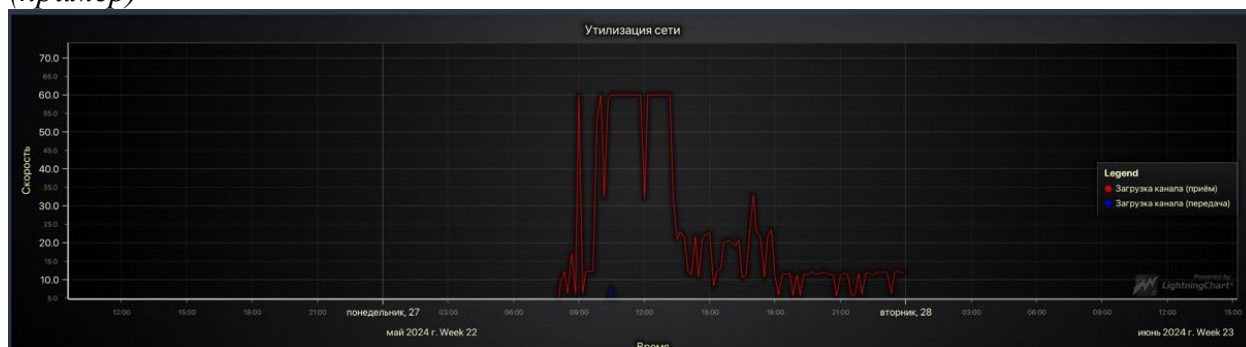 (пример)
Утилизация сети
70.0
65.0
60.0
55.0
50.0
45.0
40.0
35.0
30.0
25.0
20.0
15.0
10.0
5.0
Скорость
Legend
Загрузка канала (приём)
Загрузка канала (передача)
Powered by
LightningChart®
12:00 15:00 18:00 21:00 понедельник, 27 03:00 06:00 09:00 12:00 15:00 18:00 21:00 вторник, 28 03:00 06:00 09:00 12:00 15:00
май 2024 г. Week 22 июнь 2024 г. Week 23
Время